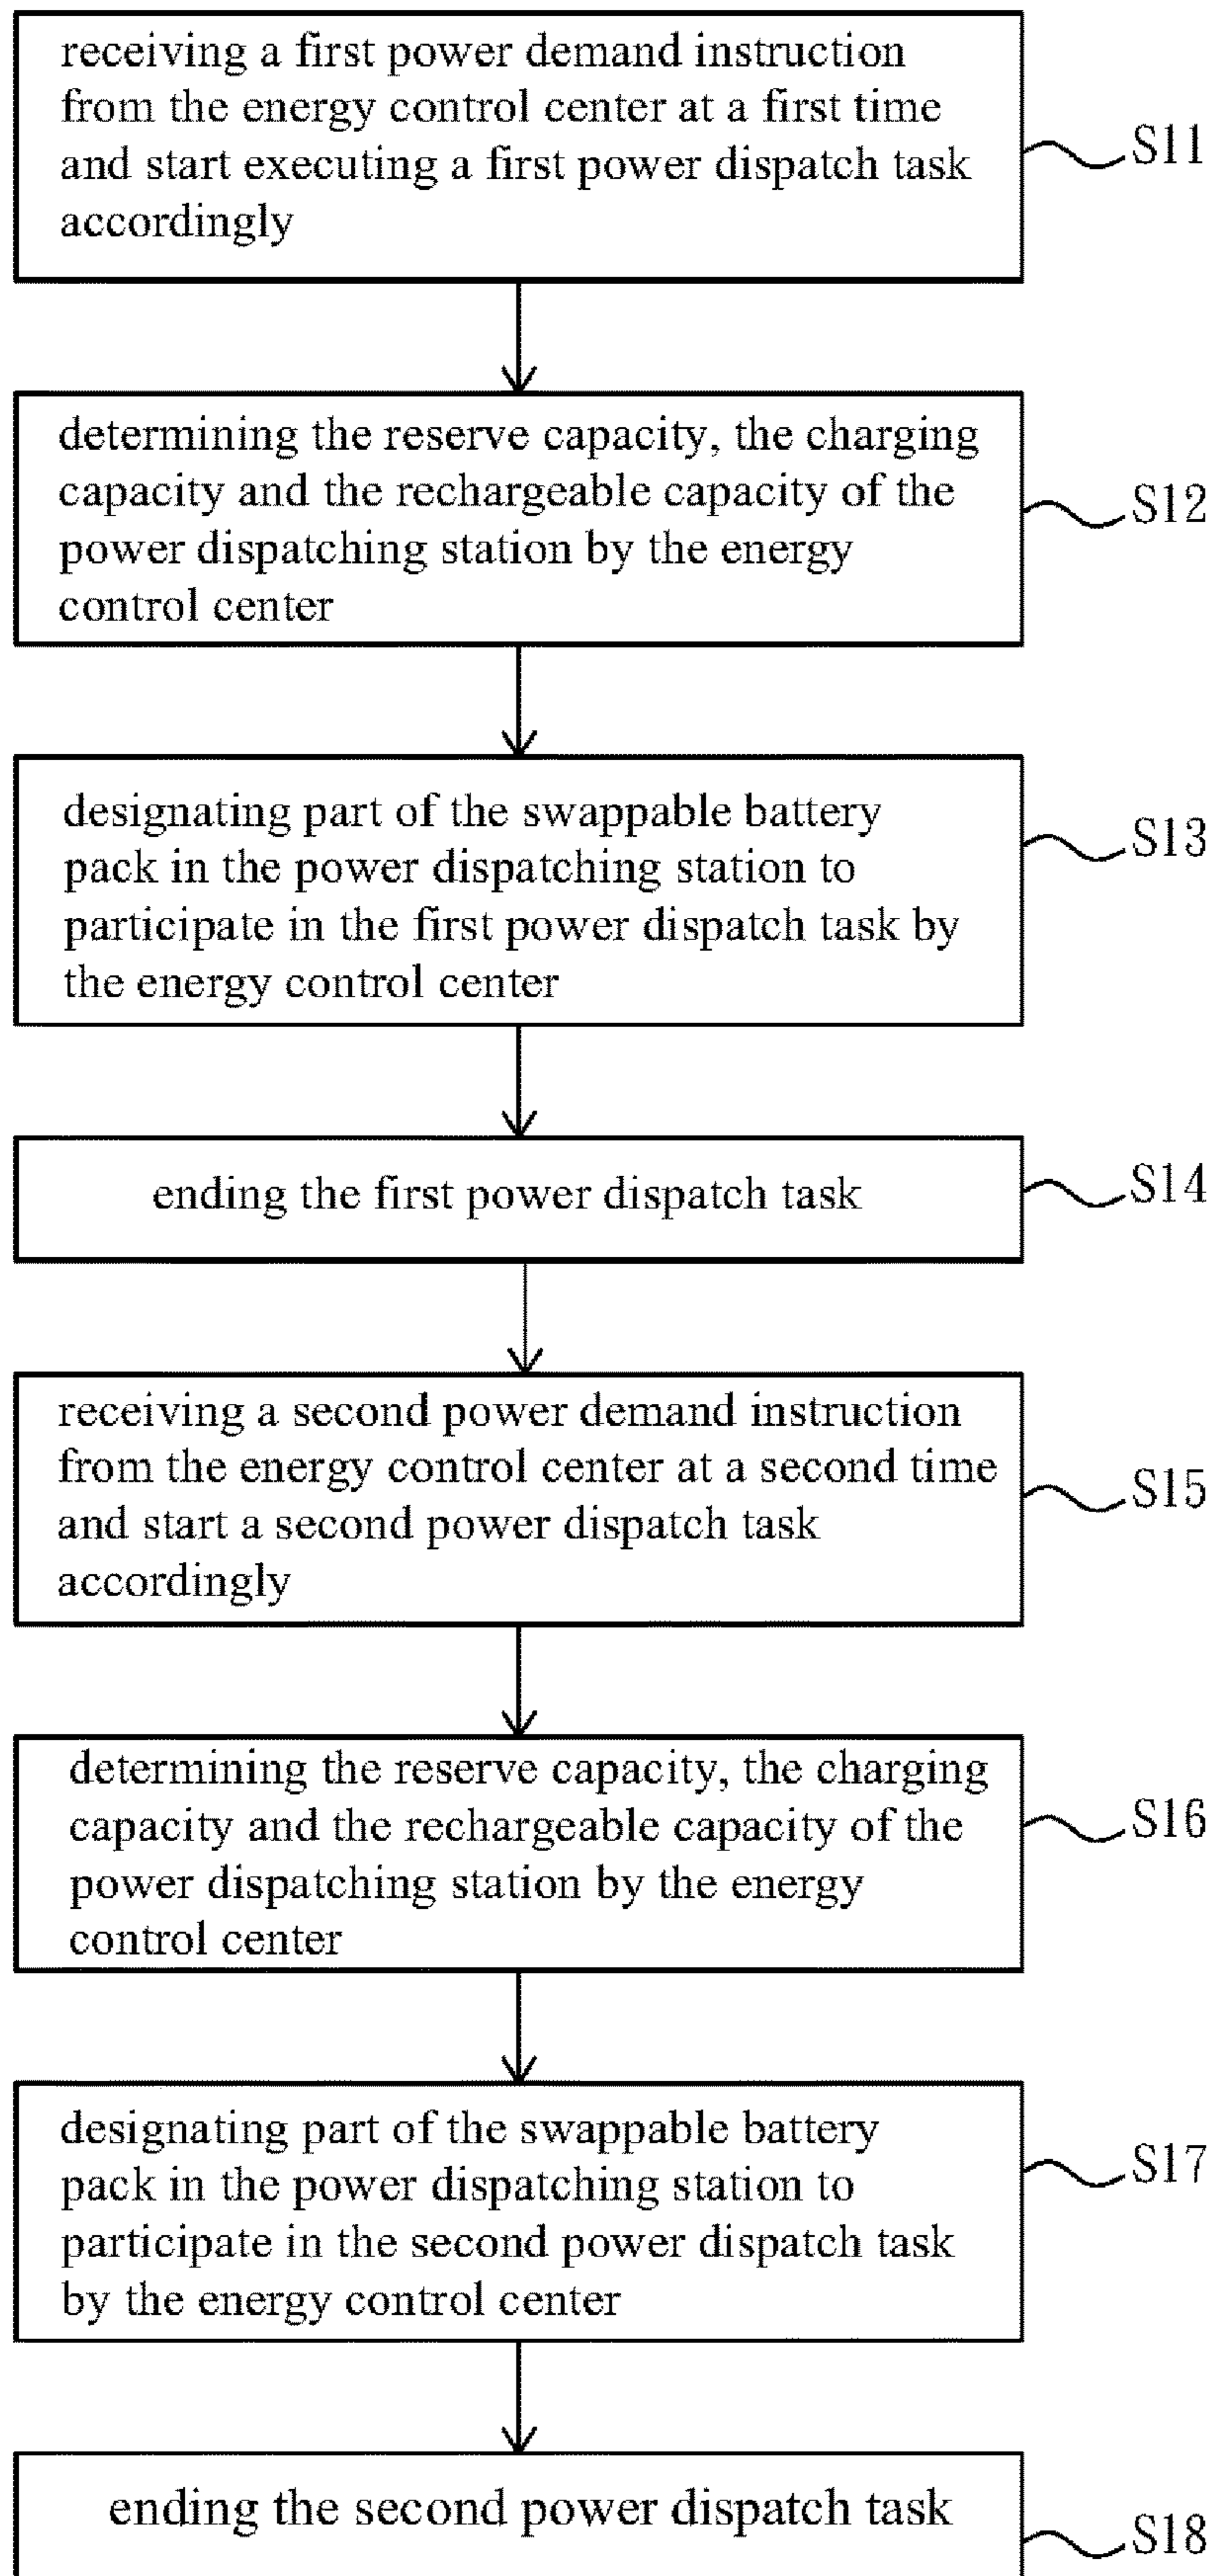 receiving a first power demand instruction
from the energy control center at a first time
and start executing a first power dispatch task
accordingly
S11
determining the reserve capacity, the charging
capacity and the rechargeable capacity of the
power dispatching station by the energy
control center
S12
designating part of the swappable battery
pack in the power dispatching station to
participate in the first power dispatch task by
the energy control center
S13
ending the first power dispatch task
S14
receiving a second power demand instruction
from the energy control center at a second time
and start a second power dispatch task
accordingly
S15
determining the reserve capacity, the charging
capacity and the rechargeable capacity of the
power dispatching station by the energy
control center
S16
designating part of the swappable battery
pack in the power dispatching station to
participate in the second power dispatch task
by the energy control center
S17
ending the second power dispatch task
S18